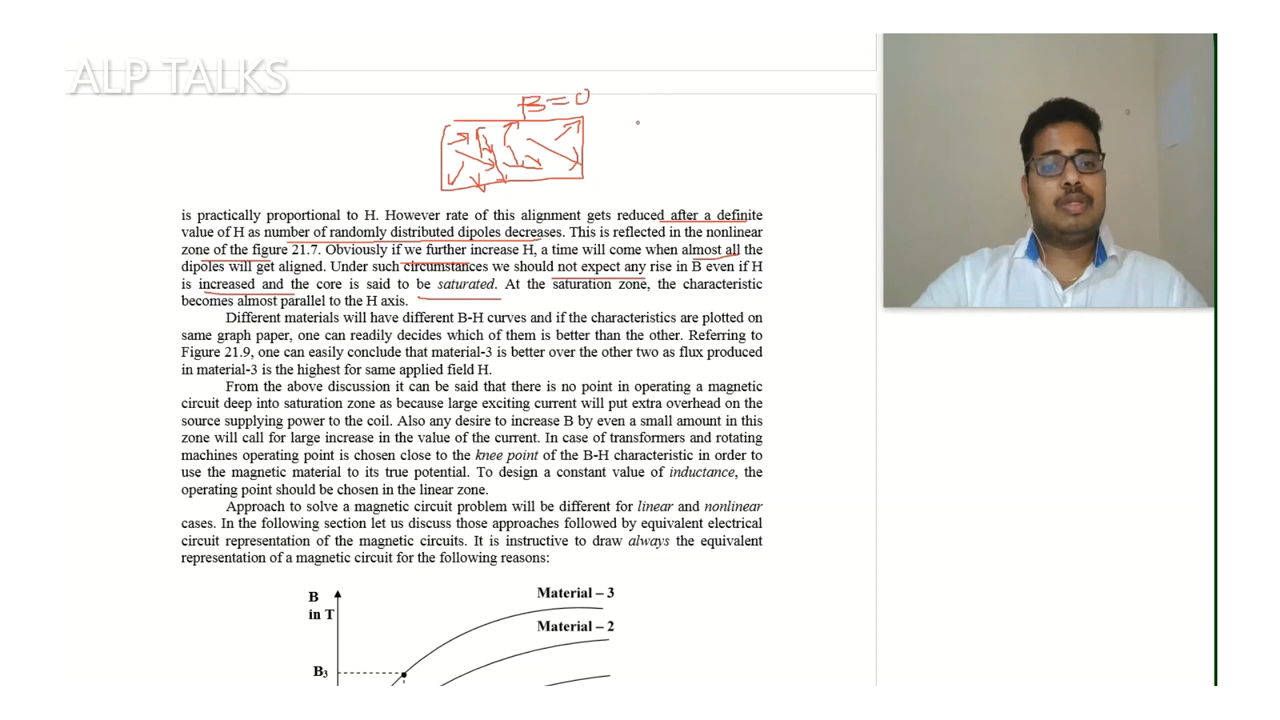 ALP TALKS
B=0
is practically proportional to H. However rate of this alignment gets reduced after a definite
value of H as number of randomly distributed dipoles decreases. This is reflected in the nonlinear
zone of the figure 21.7. Obviously if we further increase H, a time will come when almost all the
dipoles will get aligned. Under such circumstances we should not expect any rise in B even if H
is increased and the core is said to be saturated. At the saturation zone, the characteristic
becomes almost parallel to the H axis.
Different materials will have different B-H curves and if the characteristics are plotted on
same graph paper, one can readily decides which of them is better than the other. Referring to
Figure 21.9, one can easily conclude that material-3 is better over the other two as flux produced
in material-3 is the highest for same applied field H.
From the above discussion it can be said that there is no point in operating a magnetic
circuit deep into saturation zone as because large exciting current will put extra overhead on the
source supplying power to the coil. Also any desire to increase B by even a small amount in this
zone will call for large increase in the value of the current. In case of transformers and rotating
machines operating point is chosen close to the knee point of the B-H characteristic in order to
use the magnetic material to its true potential. To design a constant value of inductance, the
operating point should be chosen in the linear zone.
Approach to solve a magnetic circuit problem will be different for linear and nonlinear
cases. In the following section let us discuss those approaches followed by equivalent electrical
circuit representation of the magnetic circuits. It is instructive to draw always the equivalent
representation of a magnetic circuit for the following reasons:
B
in T
Material – 3
Material – 2
B3